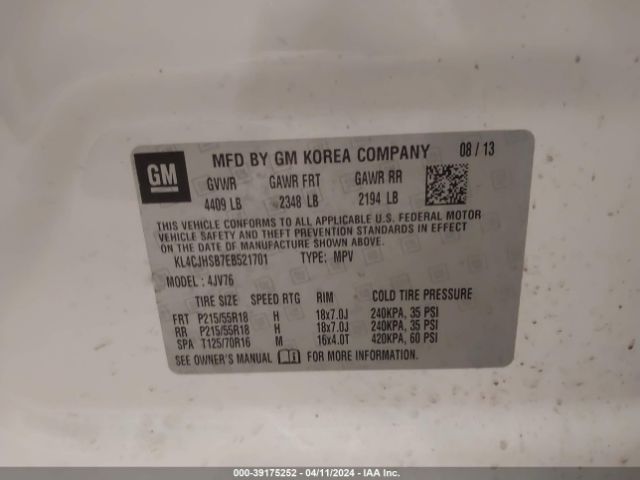 GM
MFD BY GM KOREA COMPANY 08 / 13
GVWR GAWR FRT GAWR RR
4409 LB 2348 LB 2194 LB
THIS VEHICLE CONFORMS TO ALL APPLICABLE U.S. FEDERAL MOTOR
VEHICLE SAFETY AND THEFT PREVENTION STANDARDS IN EFFECT
ON THE DATE OF MANUFACTURE SHOWN ABOVE.
KL4CJHSB7EB521701 TYPE: MPV
MODEL : 4JV76
TIRE SIZE SPEED RTG RIM COLD TIRE PRESSURE
FRT P215/55R18 H 18x7.0J 240KPA, 35 PSI
RR P215/55R18 H 18x7.0J 240KPA, 35 PSI
SPA T125/70R16 M 16x4.0T 420KPA, 60 PSI
SEE OWNER'S MANUAL FOR MORE INFORMATION
000-39175252 - 04/11/2024 - IAA Inc.